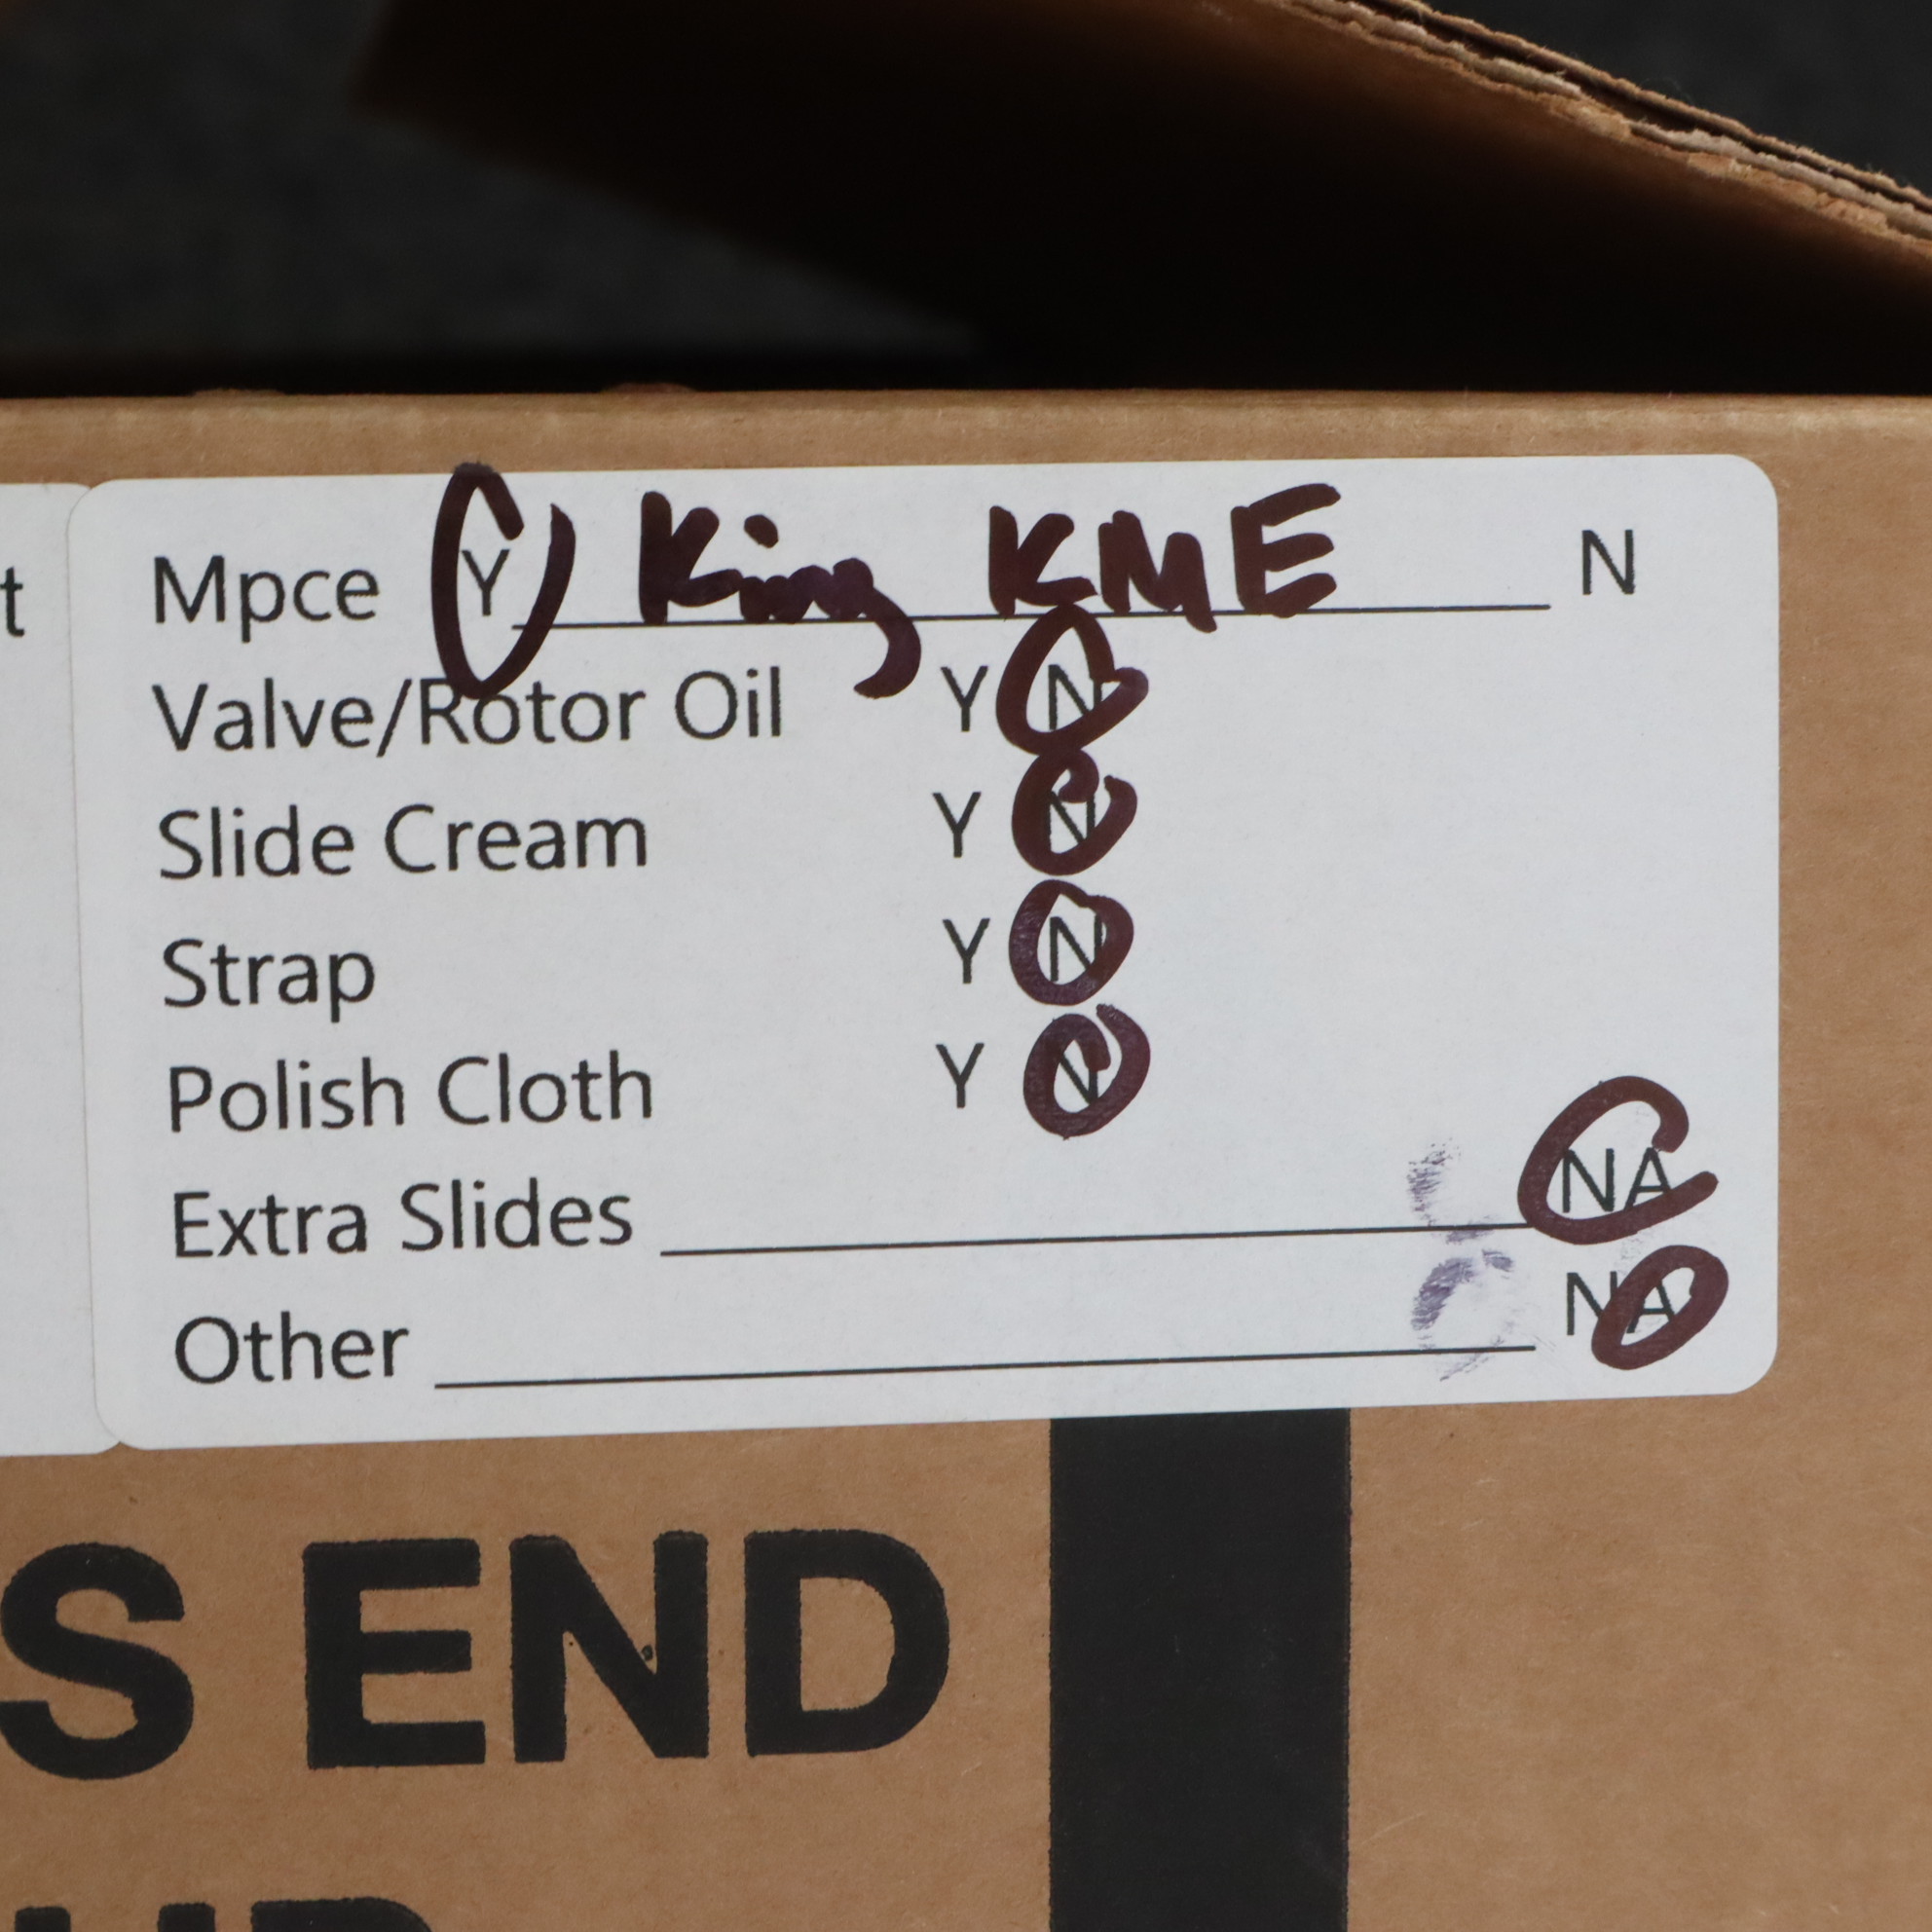 t
Mpce Y King KME N
Valve/Rotor Oil Y N
Slide Cream Y N
Strap Y N
Polish Cloth Y N
Extra Slides NA
Other NA
S END